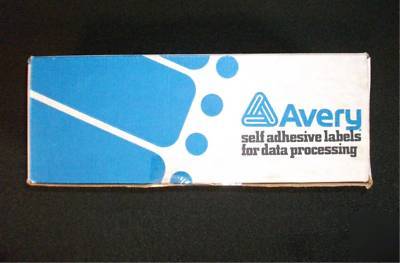 Avery
self adhesive labels
for data processing